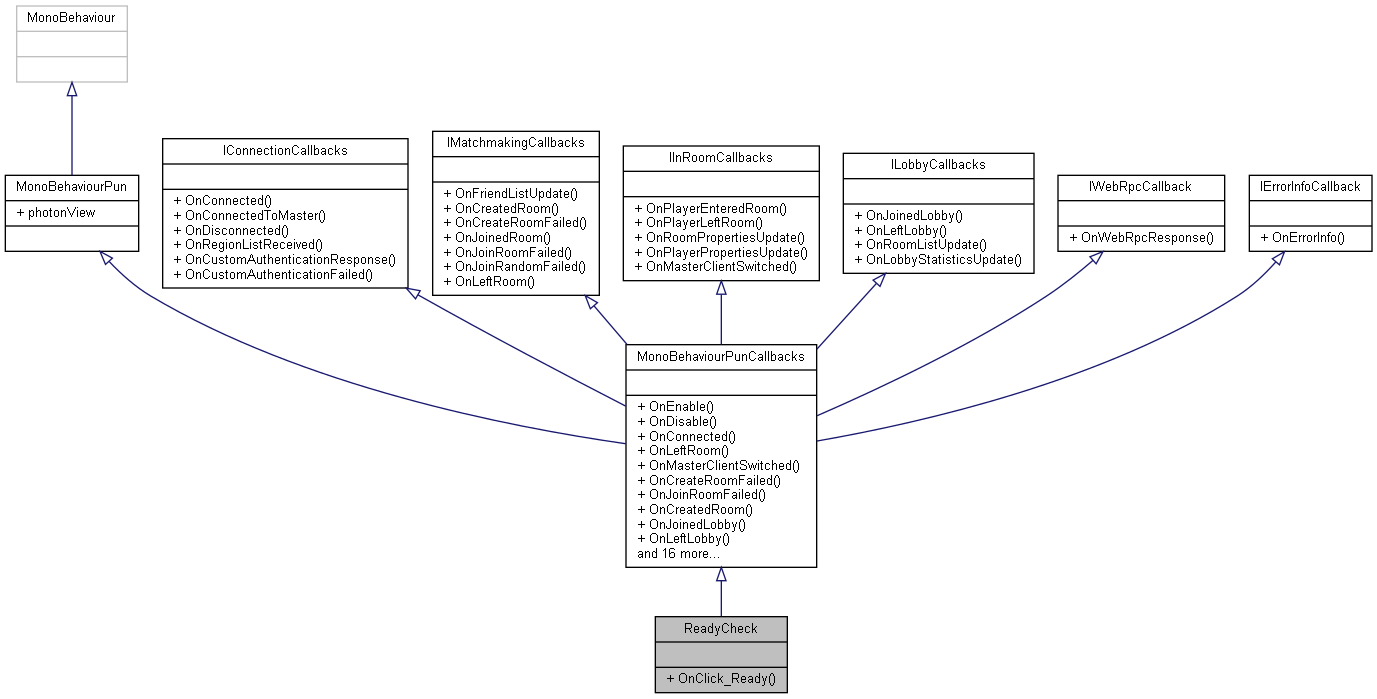 MonoBehaviour
MonoBehaviourPun
+ photonView
IConnectionCallbacks
+ OnConnected()
+ OnConnectedToMaster()
+ OnDisconnected()
+ OnRegionListReceived()
+ OnCustomAuthenticationResponse()
+ OnCustomAuthenticationFailed()
IMatchmakingCallbacks
+ OnFriendListUpdate()
+ OnCreatedRoom()
+ OnCreateRoomFailed()
+ OnJoinedRoom()
+ OnJoinRoomFailed()
+ OnJoinRandomFailed()
+ OnLeftRoom()
IInRoomCallbacks
+ OnPlayerEnteredRoom()
+ OnPlayerLeftRoom()
+ OnRoomPropertiesUpdate()
+ OnPlayerPropertiesUpdate()
+ OnMasterClientSwitched()
ILobbyCallbacks
+ OnJoinedLobby()
+ OnLeftLobby()
+ OnRoomListUpdate()
+ OnLobbyStatisticsUpdate()
IWebRpcCallback
+ OnWebRpcResponse()
IErrorInfoCallback
+ OnErrorInfo()
MonoBehaviourPunCallbacks
+ OnEnable()
+ OnDisable()
+ OnConnected()
+ OnLeftRoom()
+ OnMasterClientSwitched()
+ OnCreateRoomFailed()
+ OnJoinRoomFailed()
+ OnCreatedRoom()
+ OnJoinedLobby()
+ OnLeftLobby()
and 16 more...
ReadyCheck
+ OnClick_Ready()